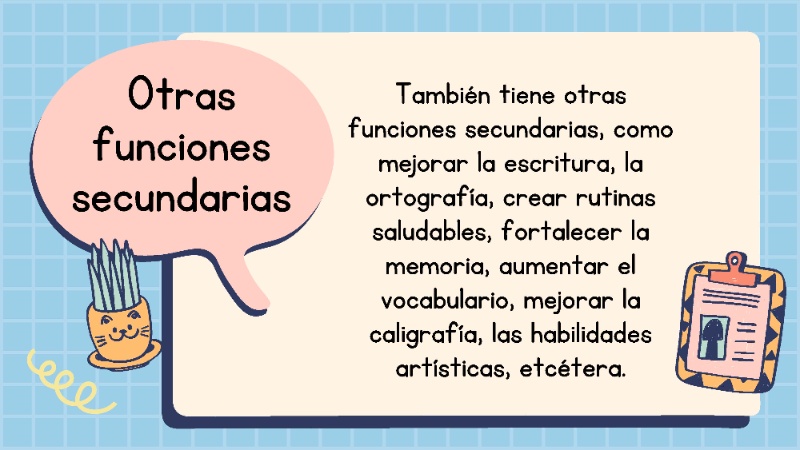 Otras
funciones
secundarias
También tiene otras
funciones secundarias, como
mejorar la escritura, la
ortografía, crear rutinas
saludables, fortalecer la
memoria, aumentar el
vocabulario, mejorar la
caligrafía, las habilidades
artísticas, etcétera.